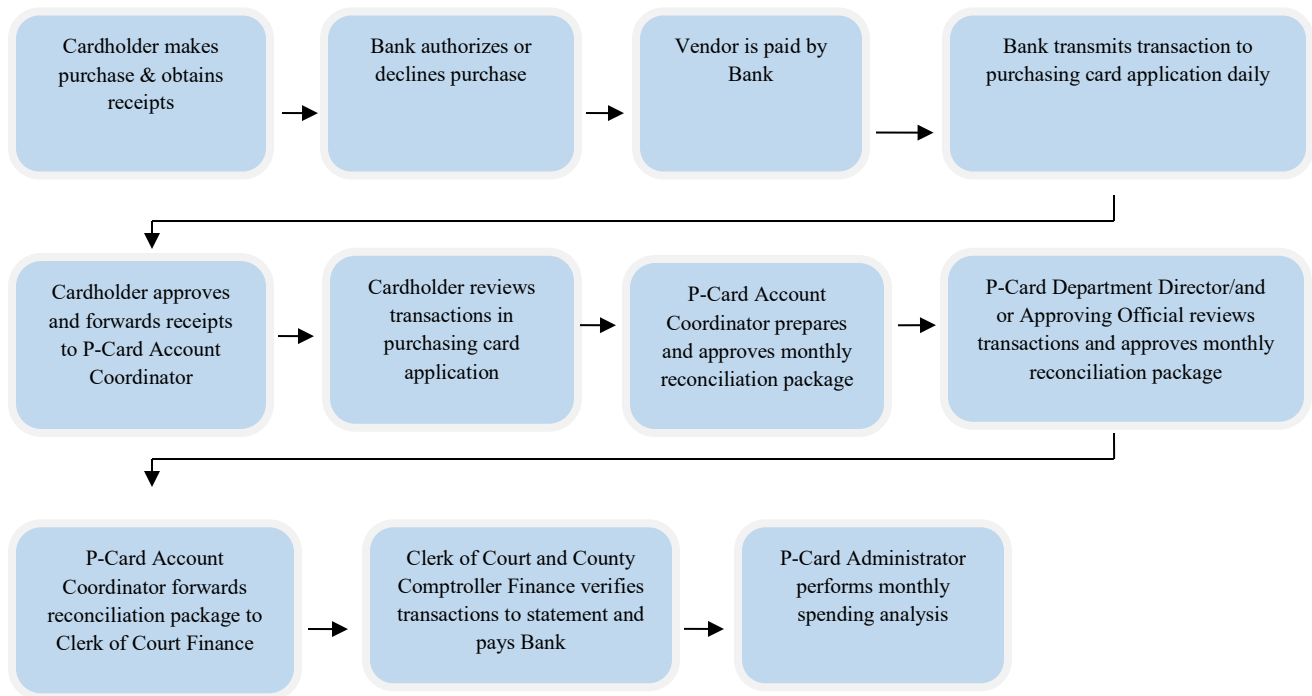 Cardholder makes
purchase & obtains
receipts
Bank authorizes or
declines purchase
Vendor is paid by
Bank
Bank transmits transaction to
purchasing card application daily
Cardholder approves
and forwards receipts
to P-Card Account
Coordinator
Cardholder reviews
transactions in
purchasing card
application
P-Card Account
Coordinator prepares
and approves monthly
reconciliation package
P-Card Department Director/and
or Approving Official reviews
transactions and approves monthly
reconciliation package
P-Card Account
Coordinator forwards
reconciliation package to
Clerk of Court Finance
Clerk of Court and County
Comptroller Finance verifies
transactions to statement and
pays Bank
P-Card Administrator
performs monthly
spending analysis